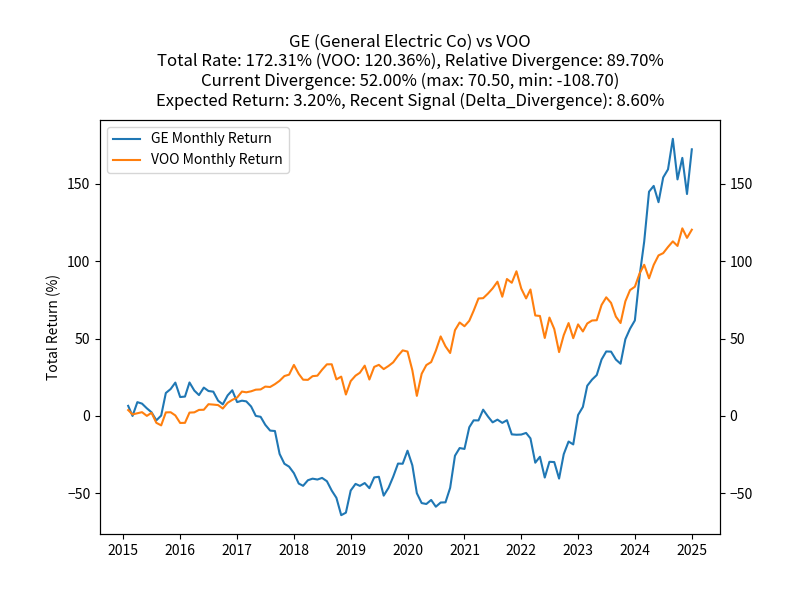 GE (General Electric Co) vs VOO
Total Rate: 172.31% (VOO: 120.36%), Relative Divergence: 89.70%
Current Divergence: 52.00% (max: 70.50, min: -108.70)
Expected Return: 3.20%, Recent Signal (Delta_Divergence): 8.60%
GE Monthly Return
VOO Monthly Return
Total Return (%)
150
100
50
0
−50
150
100
50
0
−50
2015 2016 2017 2018 2019 2020 2021 2022 2023 2024 2025